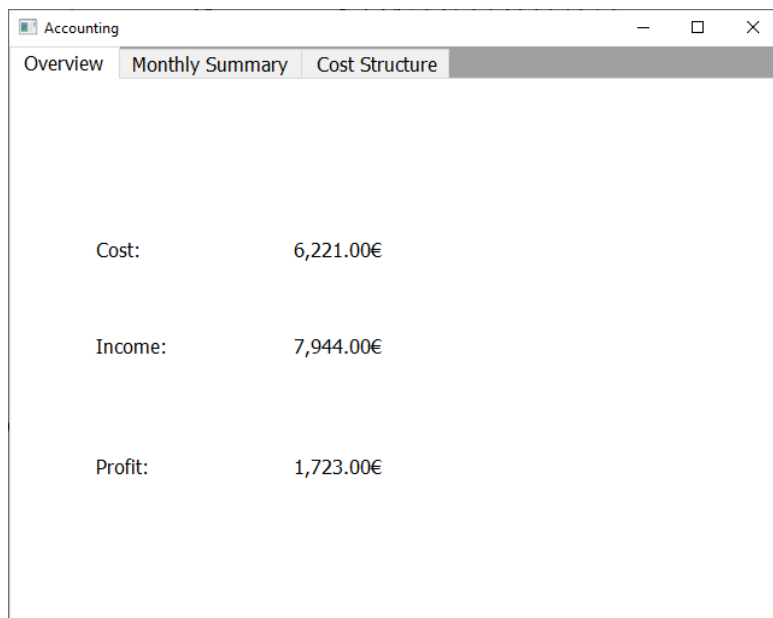 Accounting
Overview Monthly Summary Cost Structure
Cost: 6,221.00€
Income: 7,944.00€
Profit: 1,723.00€